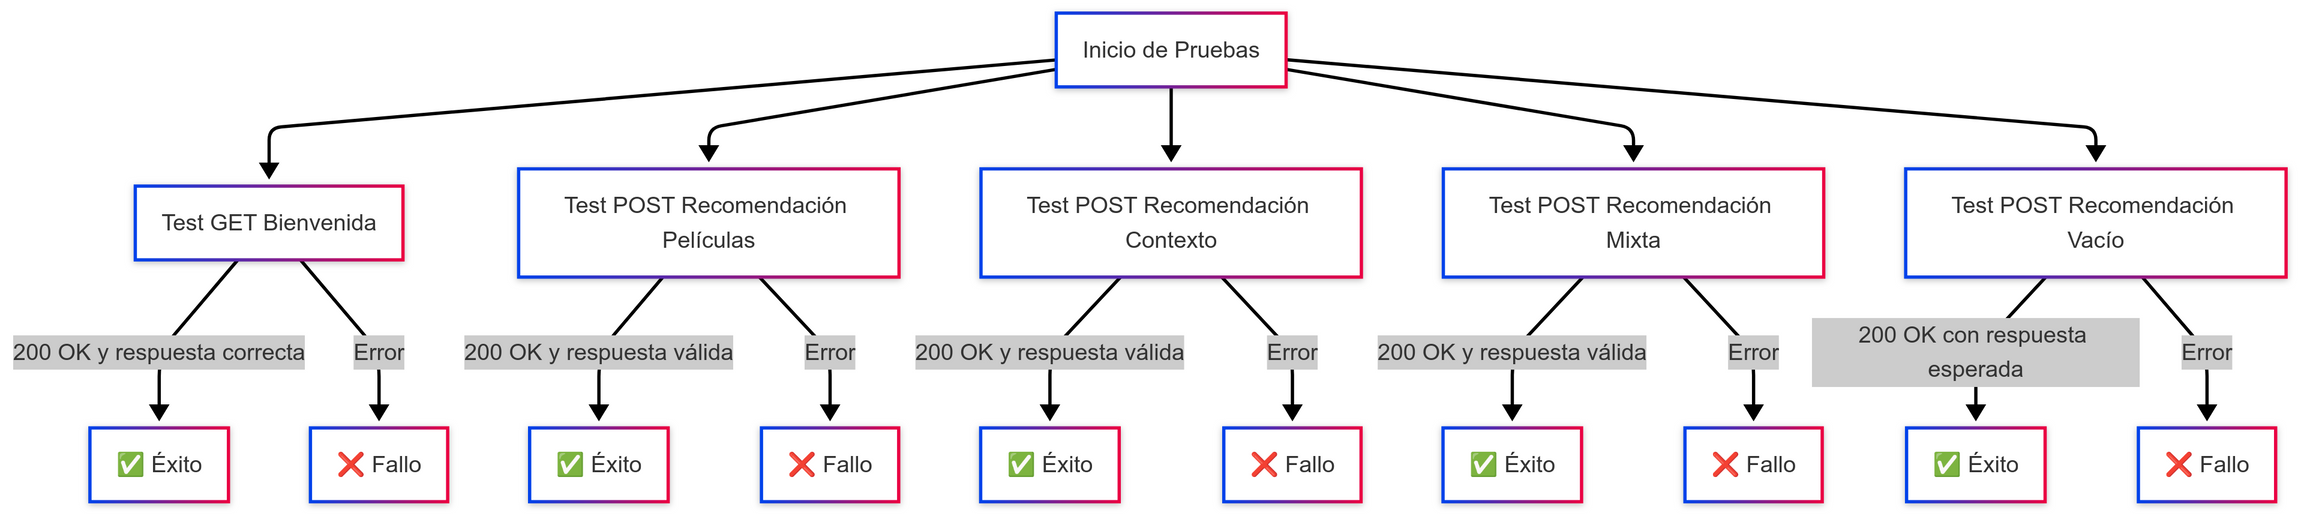 Inicio de Pruebas
Test GET Bienvenida
Test POST Recomendación
Películas
Test POST Recomendación
Contexto
Test POST Recomendación
Mixta
Test POST Recomendación
Vacío
200 OK y respuesta correcta
Error
200 OK y respuesta válida
Error
200 OK y respuesta válida
Error
200 OK y respuesta válida
Error
200 OK con respuesta
esperada
Error
✅ Éxito
❌ Fallo
✅ Éxito
❌ Fallo
✅ Éxito
❌ Fallo
✅ Éxito
❌ Fallo
✅ Éxito
❌ Fallo